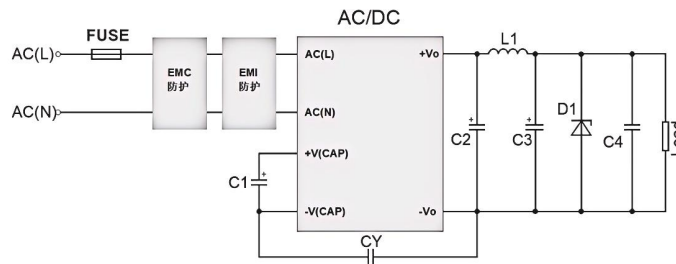 AC/DC
FUSE
L1
AC(L)
AC(L)
+Vo
EMC
防护
EMI
防护
D1
AC(N)
AC(N)
C2
C3
C4
Load
+
+
+V(CAP)
C1
+
-V(CAP)
-Vo
CY